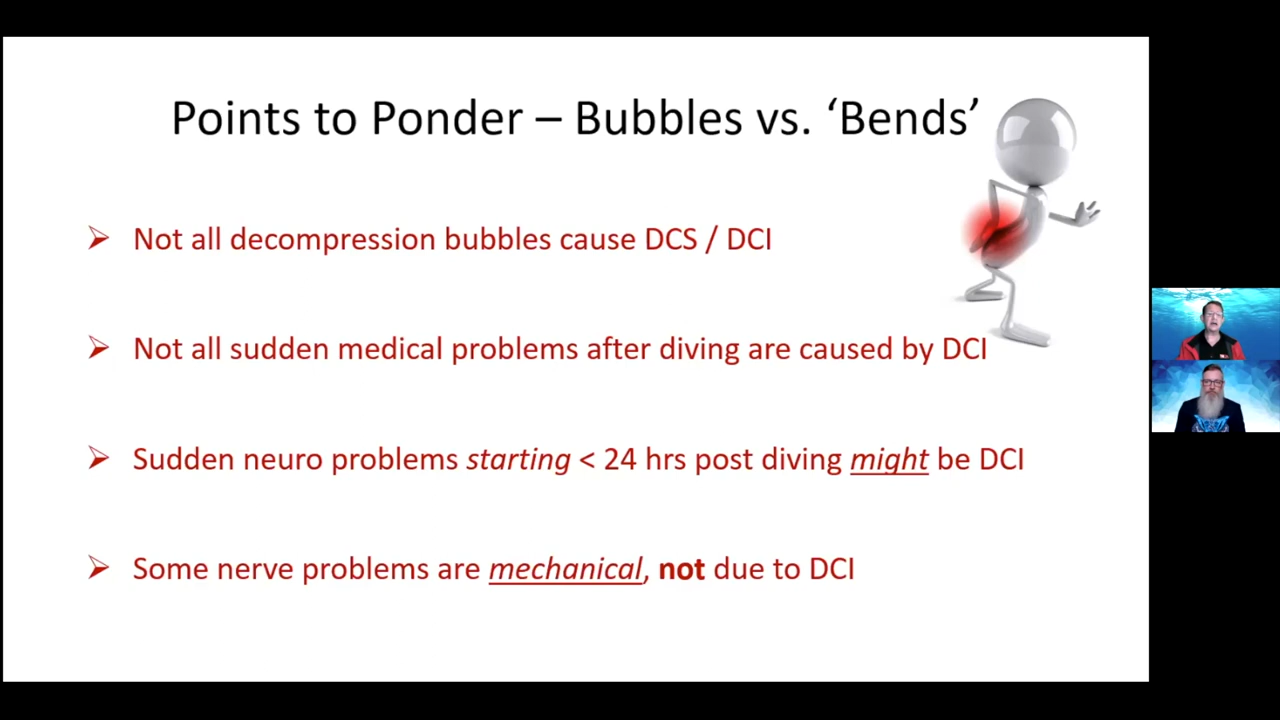 Points to Ponder – Bubbles vs. ‘Bends’
➢ Not all decompression bubbles cause DCS / DCI
➢ Not all sudden medical problems after diving are caused by DCI
➢ Sudden neuro problems starting < 24 hrs post diving might be DCI
➢ Some nerve problems are mechanical, not due to DCI